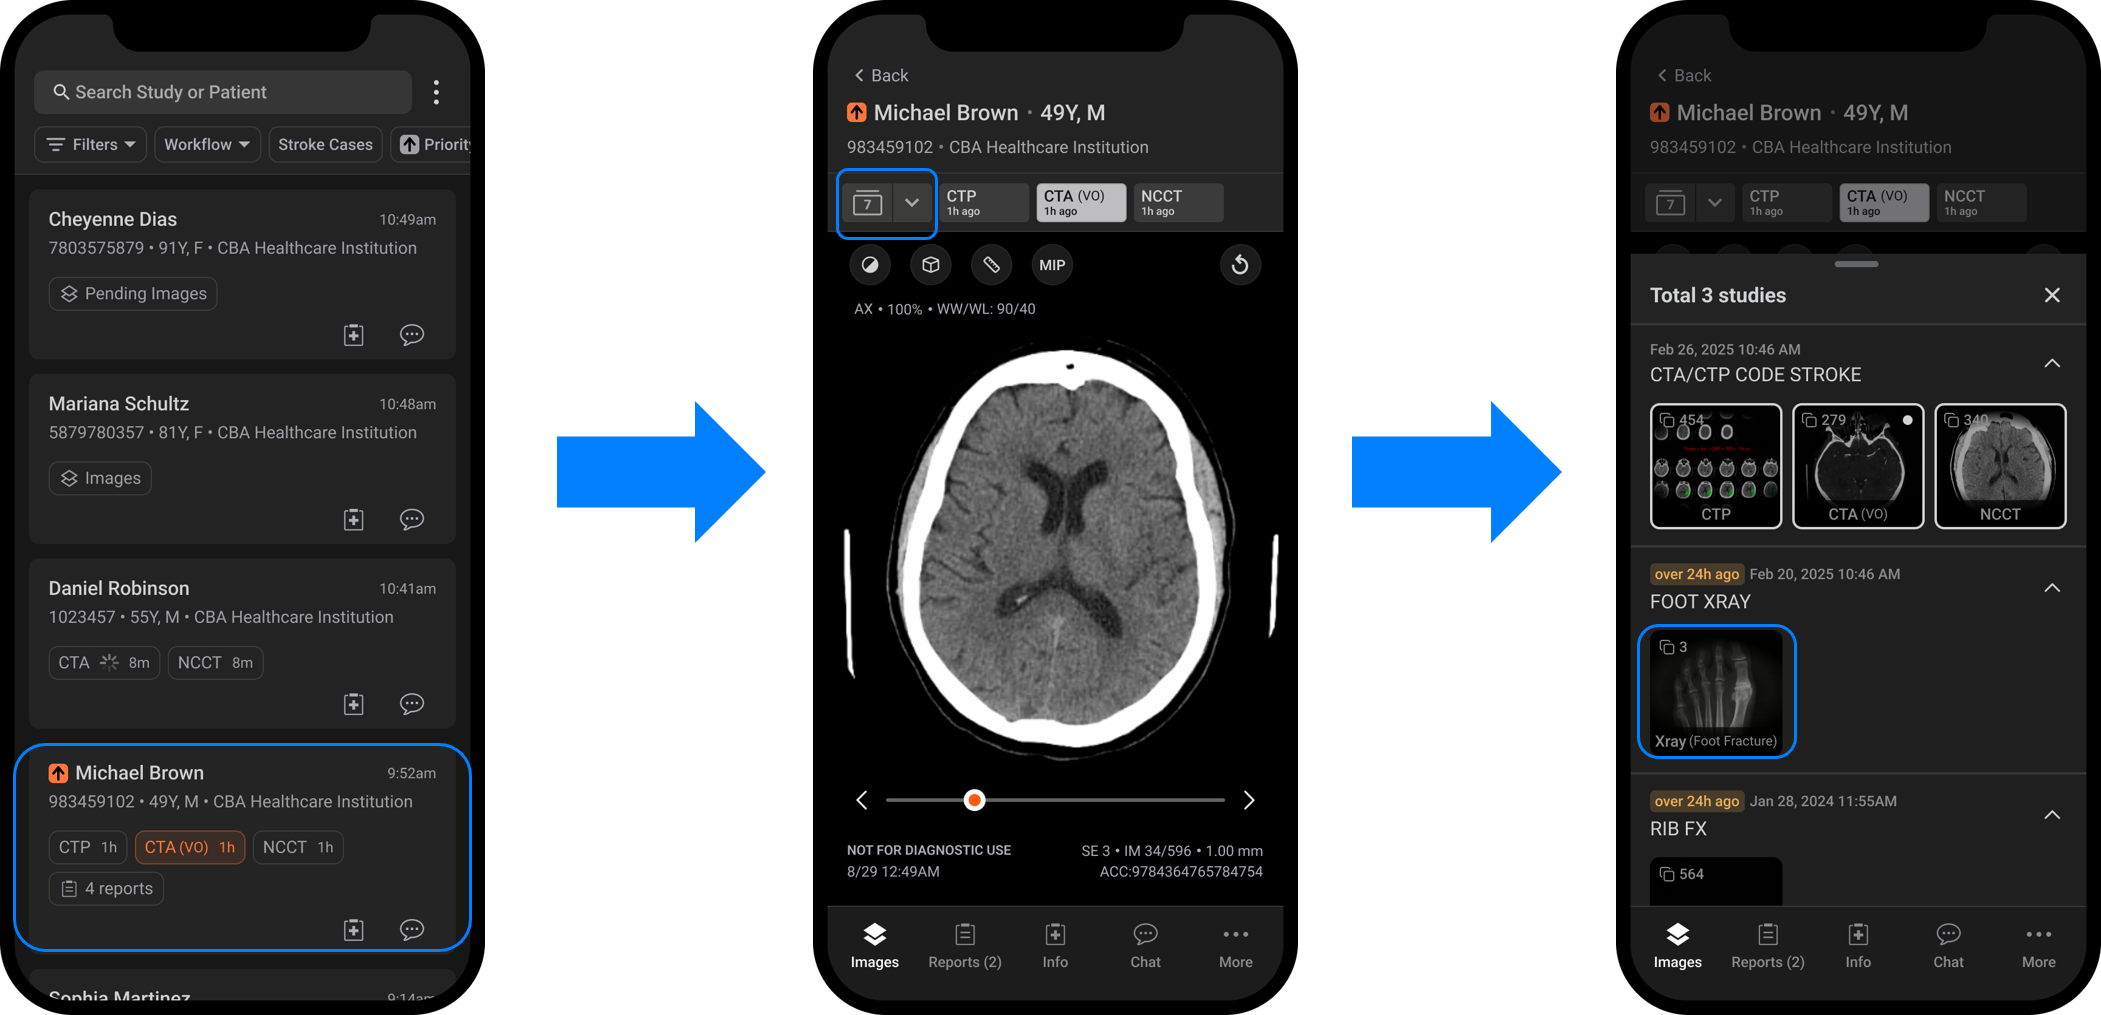 Search Study or Patient
Filters Workflow Stroke Cases Priority
Cheyenne Dias 10:49am
7803575879 • 91Y, F • CBA Healthcare Institution
Pending Images
Mariana Schultz 10:48am
5879780357 • 81Y, F • CBA Healthcare Institution
Images
Daniel Robinson 10:41am
1023457 • 55Y, M • CBA Healthcare Institution
CTA 8m NCCT 8m
Michael Brown 9:52am
983459102 • 49Y, M • CBA Healthcare Institution
CTP 1h CTA (VO) 1h NCCT 1h
4 reports
Sophia Martinez 9:14am
Back
Michael Brown · 49Y, M
983459102 • CBA Healthcare Institution
7 CTP CTA (VO) NCCT
1h ago 1h ago 1h ago
MIP
AX • 100% • WW/WL: 90/40
NOT FOR DIAGNOSTIC USE SE 3 • IM 34/596 • 1.00 mm
8/29 12:49AM ACC:9784364765784754
Images Reports (2) Info Chat More
Back
Michael Brown · 49Y, M
983459102 • CBA Healthcare Institution
7 CTP CTA (VO) NCCT
1h ago 1h ago 1h ago
Total 3 studies
Feb 26, 2025 10:46 AM
CTA/CTP CODE STROKE
454 279 340
CTP CTA (VO) NCCT
over 24h ago Feb 20, 2025 10:46 AM
FOOT XRAY
3
Xray (Foot Fracture)
over 24h ago Jan 28, 2024 11:55AM
RIB FX
564
Images Reports (2) Info Chat More